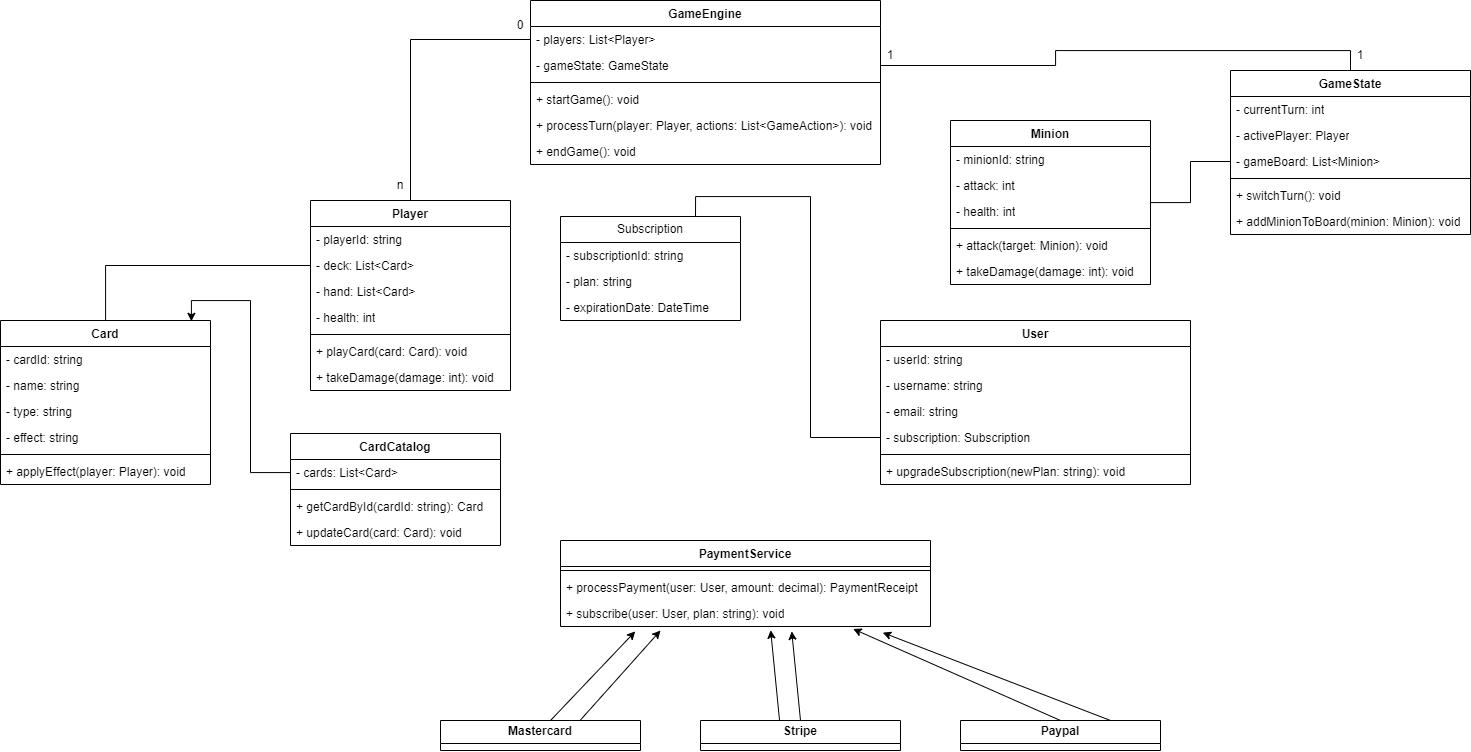 GameEngine
0
- players: List<Player>
- gameState: GameState
+ startGame(): void
+ processTurn(player: Player, actions: List<GameAction>): void
+ endGame(): void
1
1
GameState
- currentTurn: int
- activePlayer: Player
- gameBoard: List<Minion>
+ switchTurn(): void
+ addMinionToBoard(minion: Minion): void
Minion
- minionId: string
- attack: int
- health: int
+ attack(target: Minion): void
+ takeDamage(damage: int): void
n
Player
- playerId: string
- deck: List<Card>
- hand: List<Card>
- health: int
+ playCard(card: Card): void
+ takeDamage(damage: int): void
Subscription
- subscriptionId: string
- plan: string
- expirationDate: DateTime
Card
- cardId: string
- name: string
- type: string
- effect: string
+ applyEffect(player: Player): void
User
- userId: string
- username: string
- email: string
- subscription: Subscription
+ upgradeSubscription(newPlan: string): void
CardCatalog
- cards: List<Card>
+ getCardById(cardId: string): Card
+ updateCard(card: Card): void
PaymentService
+ processPayment(user: User, amount: decimal): PaymentReceipt
+ subscribe(user: User, plan: string): void
Mastercard
Stripe
Paypal